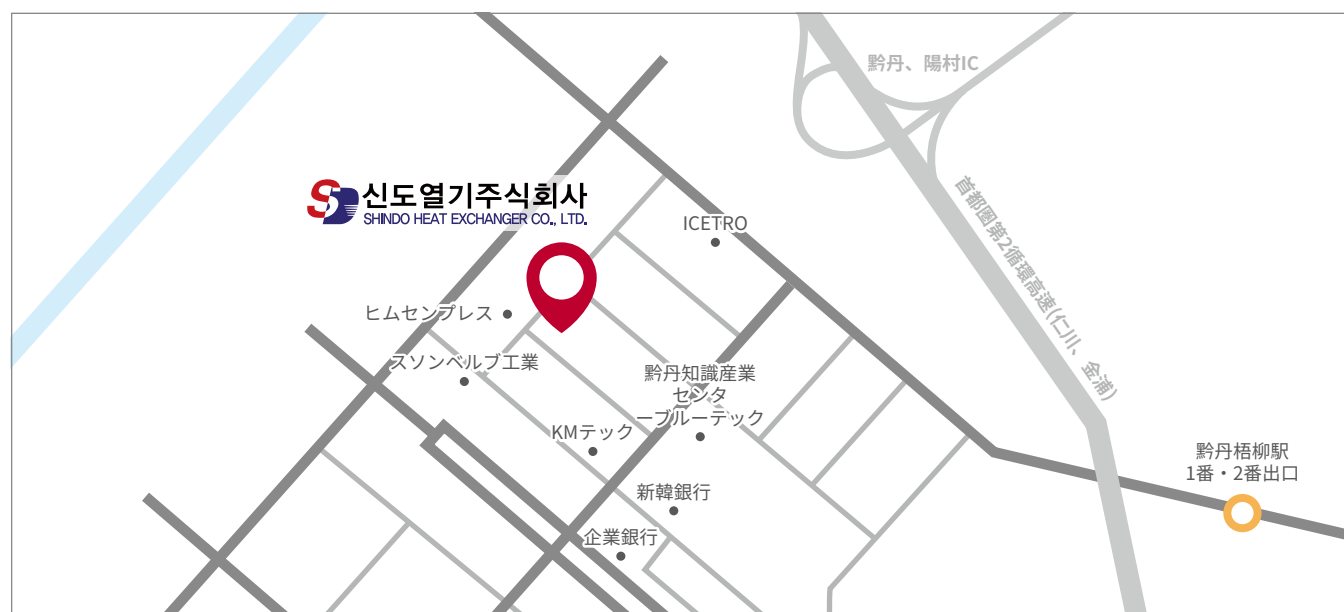 黔丹、陽村IC
首都圏第2循環高速(仁川、金浦)
SD 신도열기주식회사
SHINDO HEAT EXCHANGER CO., LTD.
ICETRO
ヒムセンプレス
スソンベルブ工業
黔丹知識産業
センタ
ーブルーテック
KMテック
新韓銀行
企業銀行
黔丹梧柳駅
1番・2番出口